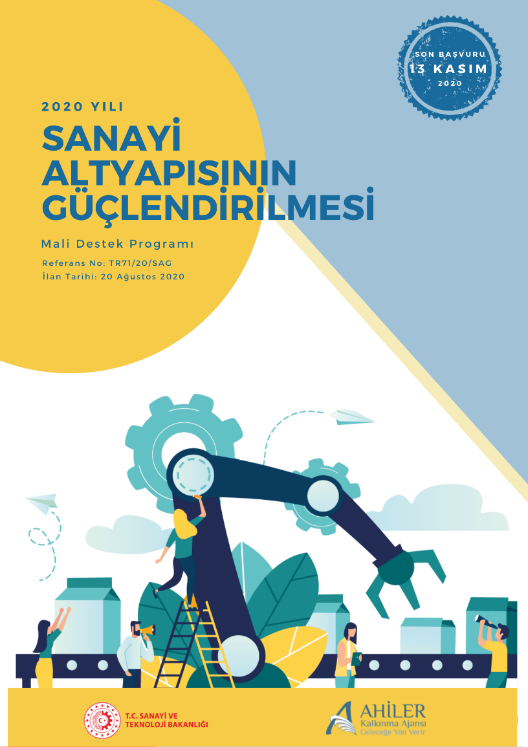 SON BAŞVURU
13 KASIM
2020
2020 YILI
SANAYİ
ALTYAPISININ
GÜÇLENDİRİLMESİ
Mali Destek Programı
Referans No: TR71/20/SAG
İlan Tarihi: 20 Ağustos 2020
T.C. SANAYİ VE
TEKNOLOJİ BAKANLIĞI
AHİLER
Kalkınma Ajansı
Geleceğe Yön Verir